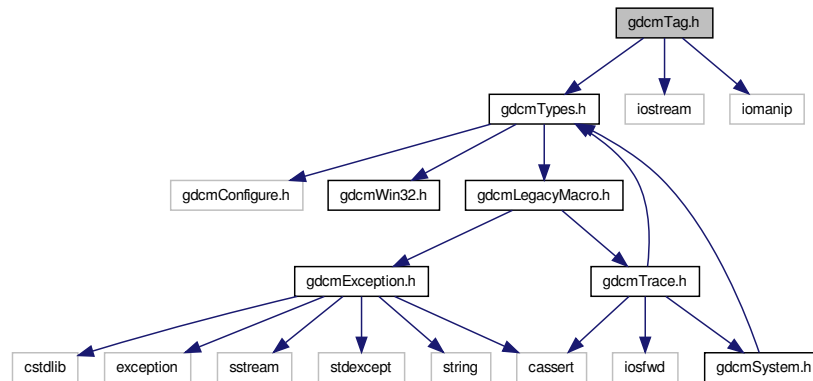 gdcmTag.h
gdcmTypes.h
iostream
iomanip
gdcmConfigure.h
gdcmWin32.h
gdcmLegacyMacro.h
gdcmException.h
gdcmTrace.h
cstdlib
exception
sstream
stdexcept
string
cassert
iosfwd
gdcmSystem.h